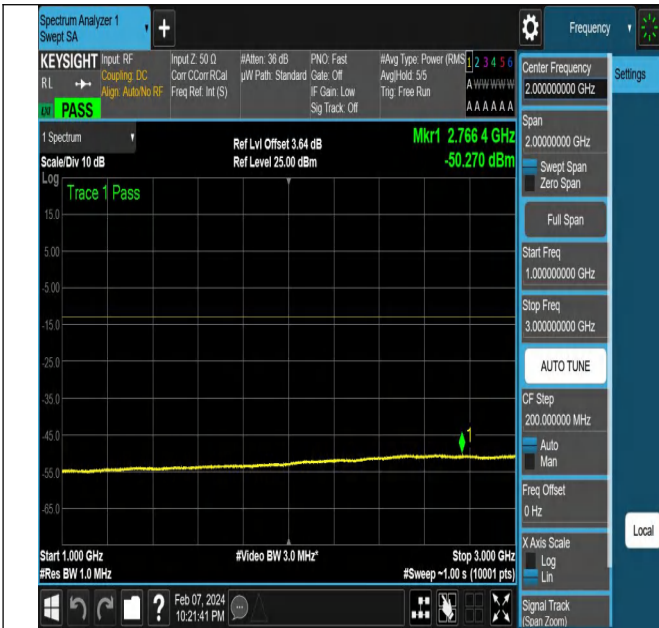 Spectrum Analyzer 1
Swept SA
Frequency
KEYSIGHT
RL
PASS
Input: RF
Coupling: DC
Align: Auto/No RF
Input Z: 50 Ω
Corr CCorr RCal
Freq Ref: Int (S)
#Atten: 36 dB
µW Path: Standard
PNO: Fast
Gate: Off
IF Gain: Low
Sig Track: Off
#Avg Type: Power (RMS
Avg|Hold: 5/5
Trig: Free Run
1 2 3 4 5 6
A W W W W W
A A A A A A
1 Spectrum
Scale/Div 10 dB
Log
Ref Lvl Offset 3.64 dB
Ref Level 25.00 dBm
Mkr1 2.766 4 GHz
-50.270 dBm
Trace 1 Pass
15.0
5.00
-5.00
-15.0
-25.0
-35.0
-45.0
-55.0
-65.0
1
Start 1.000 GHz
#Res BW 1.0 MHz
#Video BW 3.0 MHz*
Stop 3.000 GHz
#Sweep ~1.00 s (10001 pts)
?
Feb 07, 2024
10:21:41 PM
Center Frequency
2.000000000 GHz
Span
2.00000000 GHz
Swept Span
Zero Span
Full Span
Start Freq
1.000000000 GHz
Stop Freq
3.000000000 GHz
AUTO TUNE
CF Step
200.000000 MHz
Auto
Man
Freq Offset
0 Hz
X Axis Scale
Log
Lin
Signal Track
(Span Zoom)
Settings
Local